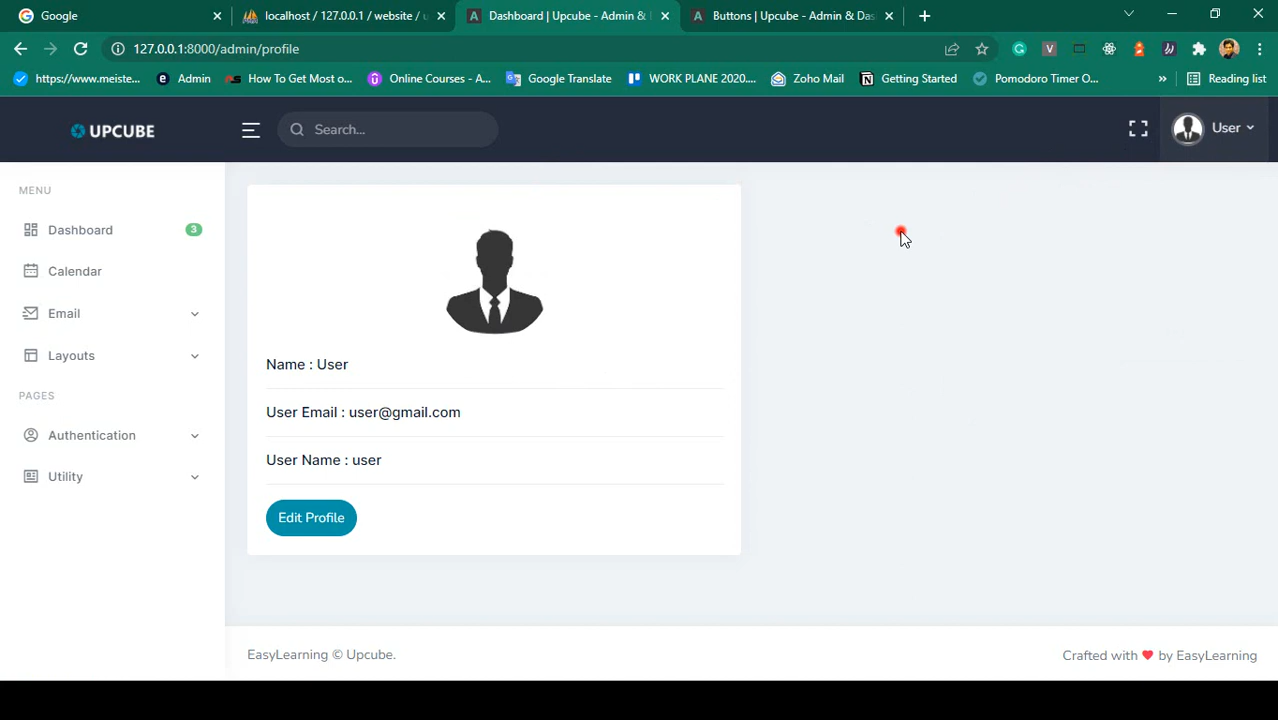 Google
localhost / 127.0.0.1 / website / u
Dashboard | Upcube - Admin &
Buttons | Upcube - Admin & Das
127.0.0.1:8000/admin/profile
https://www.meiste...
Admin
How To Get Most o...
Online Courses - A...
Google Translate
WORK PLANE 2020....
Zoho Mail
Getting Started
Pomodoro Timer O...
»
Reading list
UPCUBE
Search...
User
MENU
Dashboard
3
Calendar
Email
Layouts
PAGES
Authentication
Utility
Name : User
User Email : user@gmail.com
User Name : user
Edit Profile
EasyLearning © Upcube.
Crafted with ♥ by EasyLearning